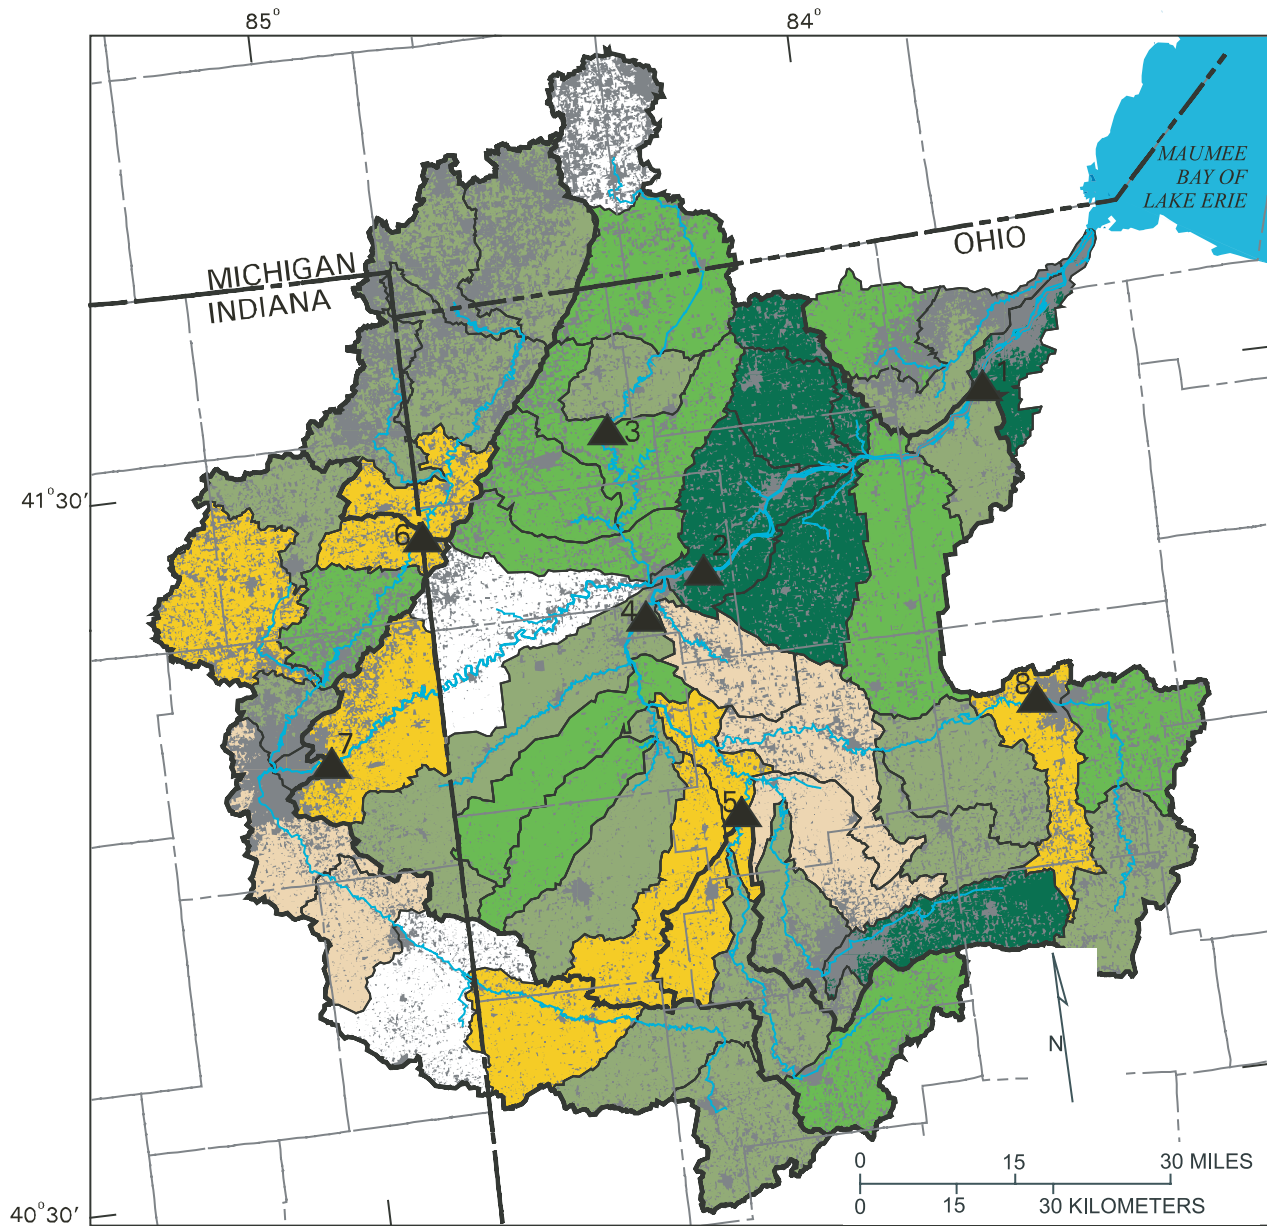 85°
84°
MAUMEE
BAY OF
LAKE ERIE
OHIO
MICHIGAN
INDIANA
1
3
41°30′
6
2
4
8
7
5
N
0
15
30 MILES
0
15
30 KILOMETERS
40°30′